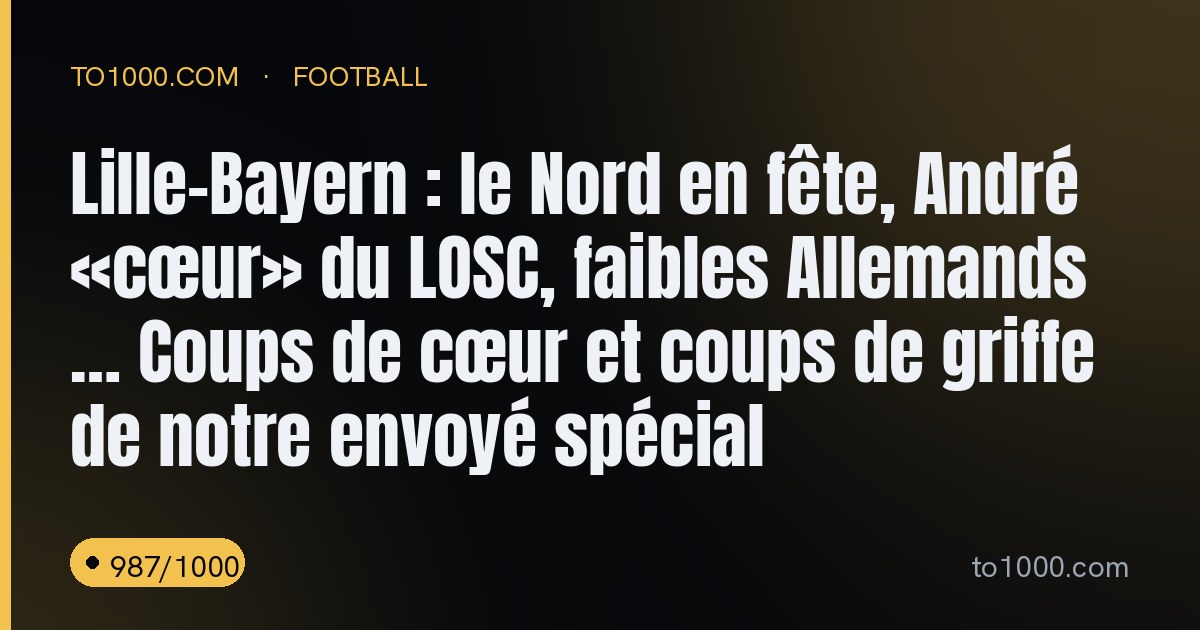 TO1000.COM · FOOTBALL
Lille-Bayern : le Nord en fête, André
«cœur» du LOSC, faibles Allemands
... Coups de cœur et coups de griffe
de notre envoyé spécial
987/1000
to1000.com